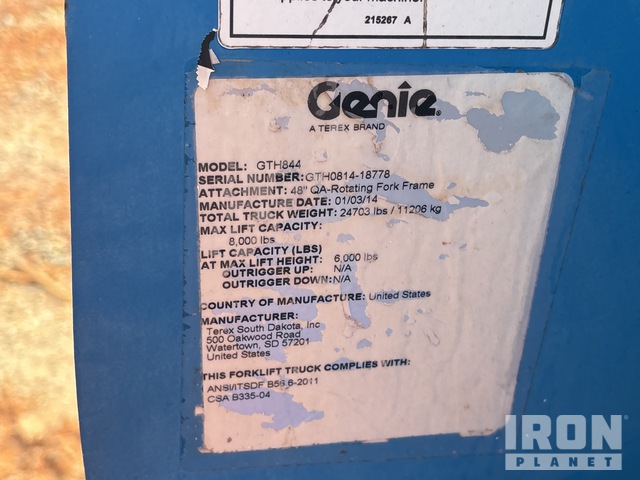 applies to your machine.
215267 A
Genie
A TEREX BRAND
MODEL: GTH844
SERIAL NUMBER: GTH0814-18778
ATTACHMENT: 48" QA-Rotating Fork Frame
MANUFACTURE DATE: 01/03/14
TOTAL TRUCK WEIGHT: 24703 lbs / 11206 kg
MAX LIFT CAPACITY:
8,000 lbs
LIFT CAPACITY (LBS)
AT MAX LIFT HEIGHT: 6,000 lbs
OUTRIGGER UP: N/A
OUTRIGGER DOWN: N/A
COUNTRY OF MANUFACTURE: United States
MANUFACTURER:
Terex South Dakota, Inc
500 Oakwood Road
Watertown, SD 57201
United States
THIS FORKLIFT TRUCK COMPLIES WITH:
ANSI/ITSDF B56.6-2011
CSA B335-04
IRON
PLANET